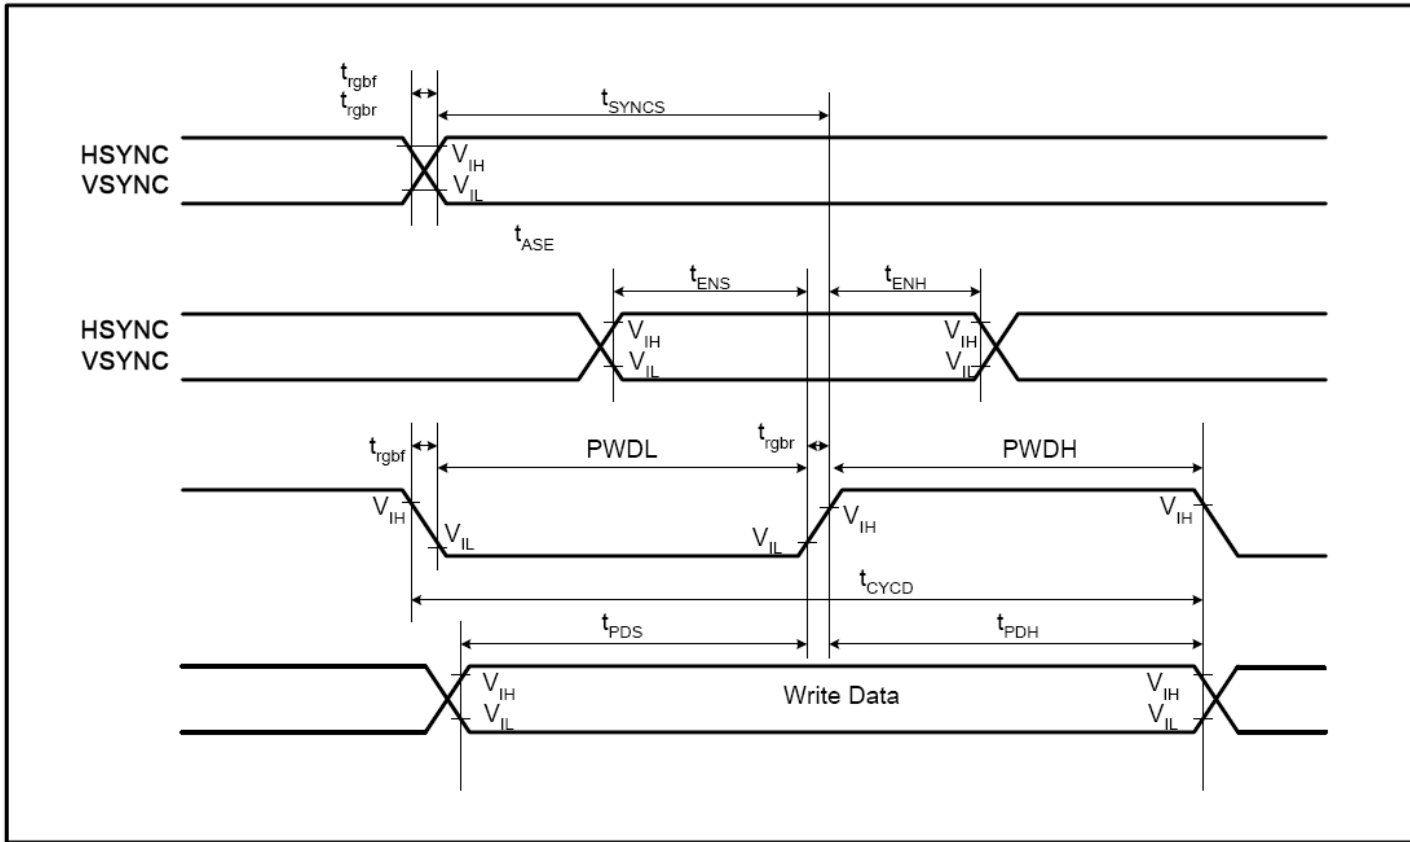 trgbf
trgbr
tSYNCS
HSYNC
VSYNC
VIH
VIL
tASE
tENS
tENH
HSYNC
VSYNC
VIH
VIL
VIH
VIL
trgbf
PWDL
trgbr
PWDH
VIH
VIL
VIL
VIH
VIH
tCYCD
tPDS
tPDH
VIH
VIL
Write Data
VIH
VIL